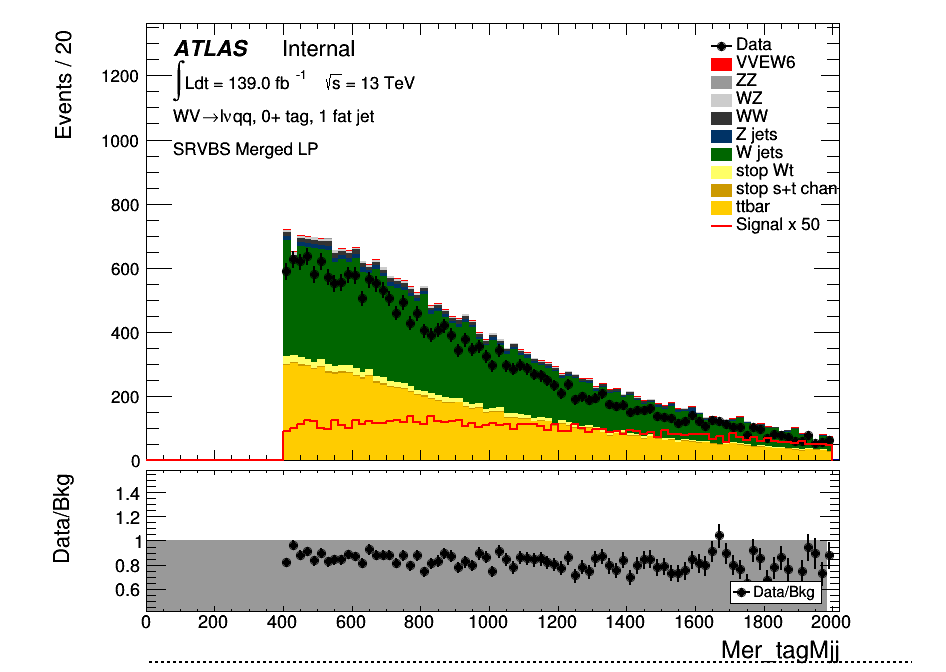 Events / 20
ATLAS Internal
∫Ldt = 139.0 fb⁻¹ √s = 13 TeV
WV→lνqq, 0+ tag, 1 fat jet
SRVBS Merged LP
Data
VVEW6
ZZ
WZ
WW
Z jets
W jets
stop Wt
stop s+t chan
ttbar
Signal x 50
1200
1000
800
600
400
200
0
Data/Bkg
1.4
1.2
1
0.8
0.6
Data/Bkg
0 200 400 600 800 1000 1200 1400 1600 1800 2000
Mer_tagMjj